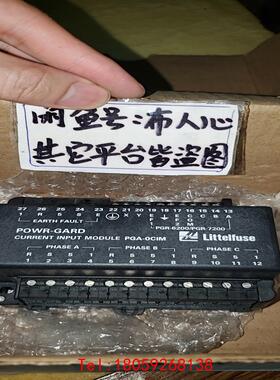 闲鱼号:布人心
其它平台皆盗图
27 26 25 24 23 22 21 20 19 18 17 16 15 14 13
EARTH FAULT
POWR-GARD
CURRENT INPUT MODULE PGA-0CIM
PGR-6200/PGR-7200
Littelfuse
PHASE A PHASE B PHASE C
1 2 3 4 5 6 7 8 9 10 11 12
Tel:18059268138